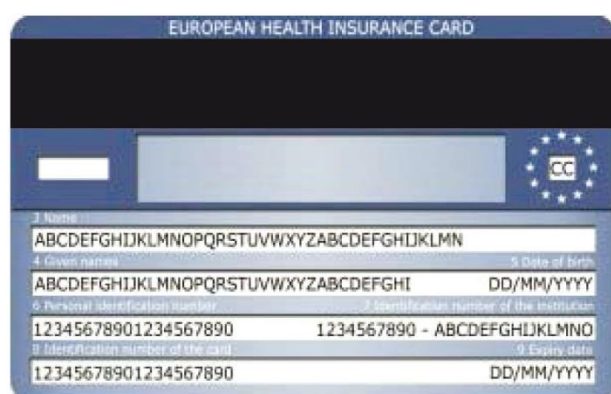 EUROPEAN HEALTH INSURANCE CARD
CC
3 Name
ABCDEFGHIJKLMNOPQRSTUVWXYZABCDEFGHIJKLMN
4 Given names 5 Date of birth
ABCDEFGHIJKLMNOPQRSTUVWXYZABCDEFGHI DD/MM/YYYY
6 Personal identification number 7 Identification number of the institution
12345678901234567890 1234567890 - ABCDEFGHIJKLMNO
8 Identification number of the card 9 Expiry date
12345678901234567890 DD/MM/YYYY